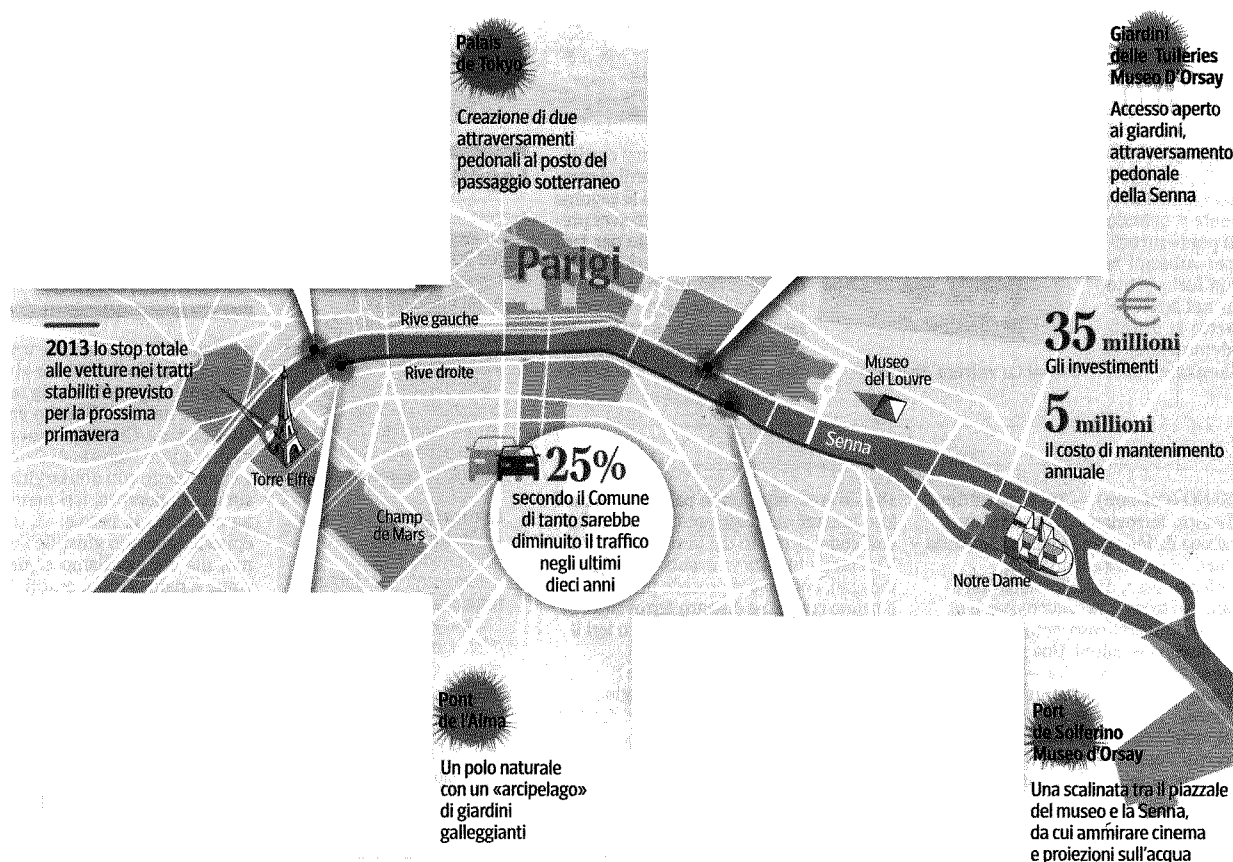 Palais
de Tokyo
Creazione di due
attraversamenti
pedonali al posto del
passaggio sotterraneo
Giardini
delle Tuileries
Museo D'Orsay
Accesso aperto
ai giardini,
attraversamento
pedonale
della Senna
Parigi
2013 lo stop totale
alle vetture nei tratti
stabiliti è previsto
per la prossima
primavera
Rive gauche
Rive droite
Torre Eiffe
Champ
de Mars
25%
secondo il Comune
di tanto sarebbe
diminuito il traffico
negli ultimi
dieci anni
Museo
del Louvre
Senna
Notre Dame
€
35 millioni
Gli investimenti
5 millioni
il costo di mantenimento
annuale
Pont
de l'Alma
Un polo naturale
con un «arcipelago»
di giardini
galleggianti
Port
de Solferino
Museo d'Orsay
Una scalinata tra il piazzale
del museo e la Senna,
da cui ammirare cinema
e proiezioni sull'acqua